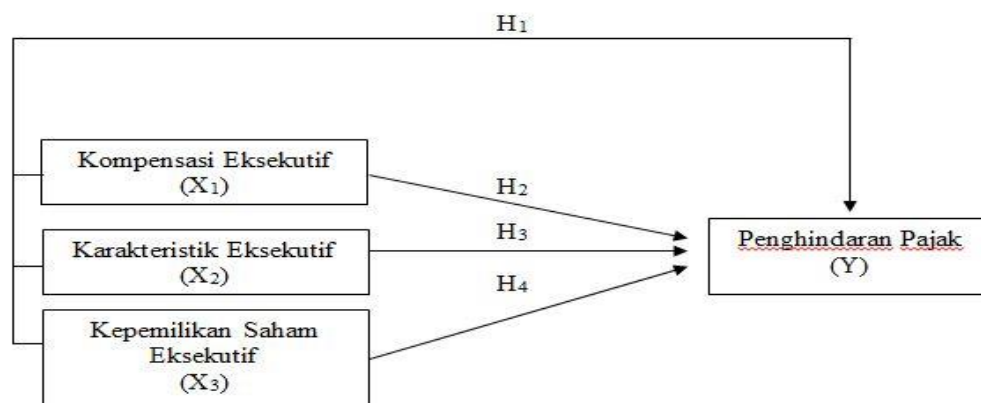 H₁
Kompensasi Eksekutif
(X₁)
H₂
Karakteristik Eksekutif
(X₂)
H₃
Penghindaran Pajak
(Y)
H₄
Kepemilikan Saham
Eksekutif
(X₃)